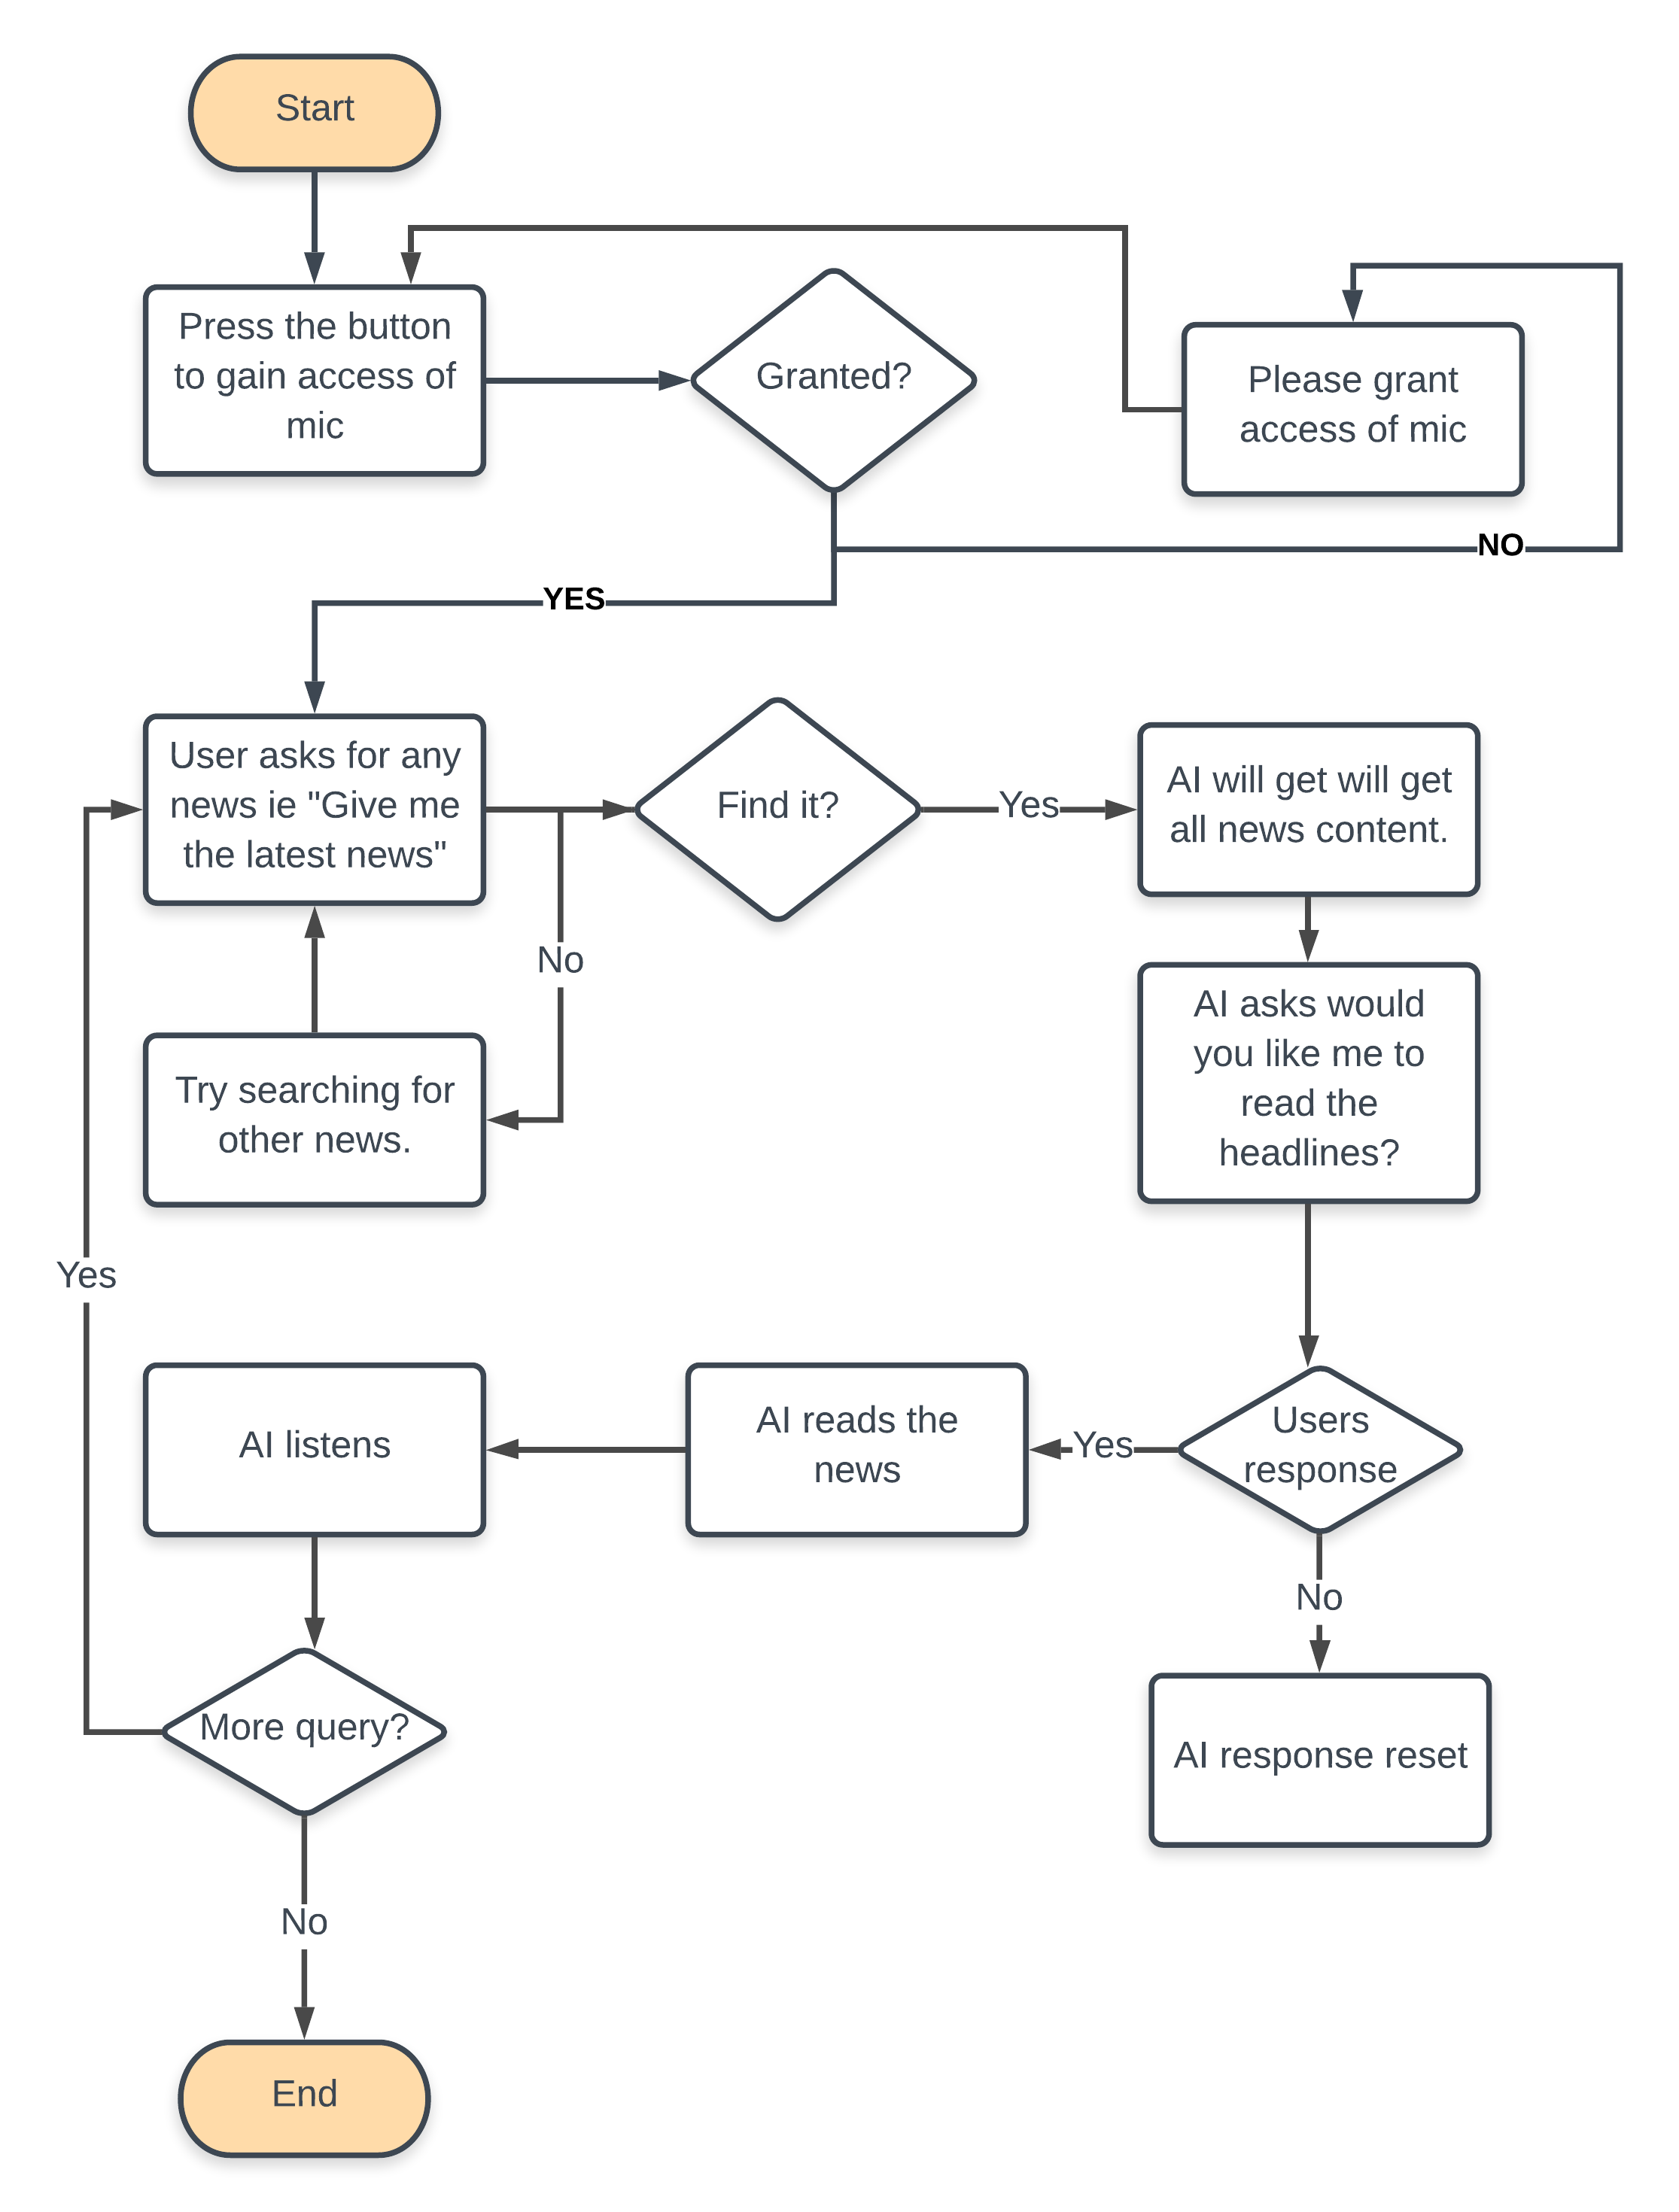 Start
Press the button
to gain access of
mic
Granted?
Please grant
access of mic
NO
YES
User asks for any
news ie "Give me
the latest news"
Find it?
Yes
AI will get will get
all news content.
No
AI asks would
you like me to
read the
headlines?
Try searching for
other news.
Yes
AI listens
AI reads the
news
Yes
Users
response
No
More query?
AI response reset
No
End